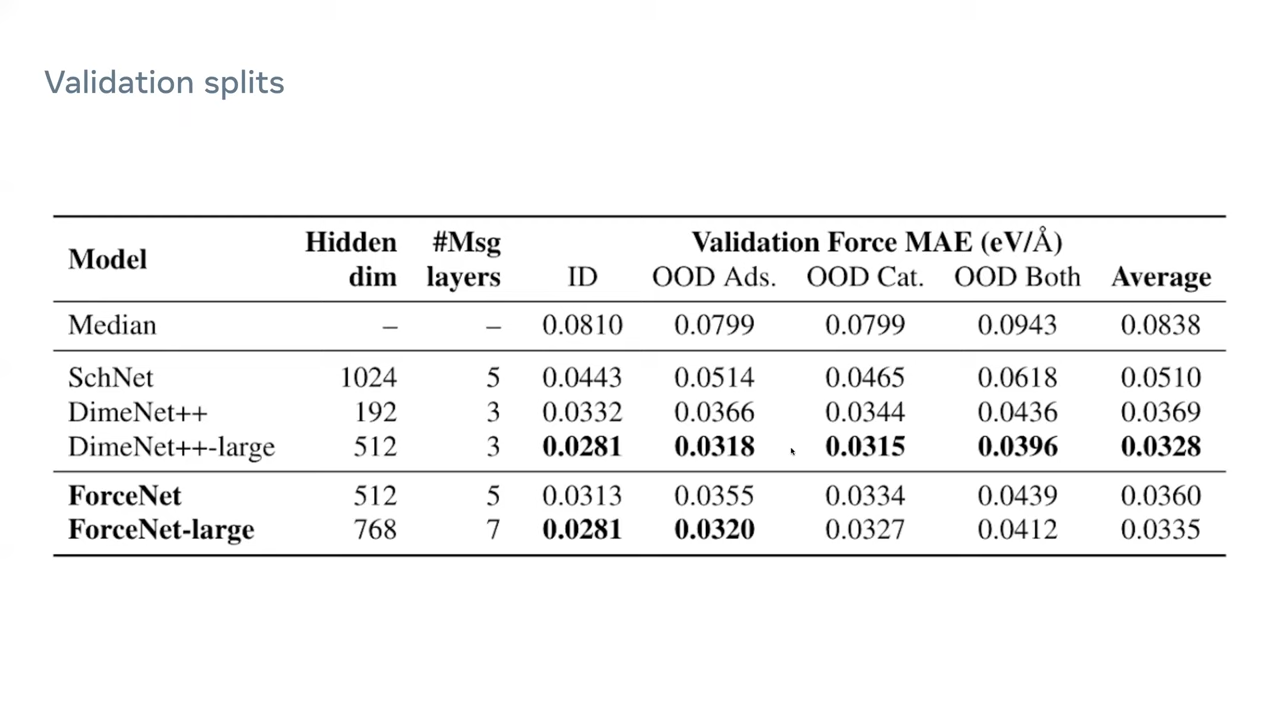 Validation splits
Model Hidden dim #Msg layers Validation Force MAE (eV/Å)
ID OOD Ads. OOD Cat. OOD Both Average
Median – – 0.0810 0.0799 0.0799 0.0943 0.0838
SchNet 1024 5 0.0443 0.0514 0.0465 0.0618 0.0510
DimeNet++ 192 3 0.0332 0.0366 0.0344 0.0436 0.0369
DimeNet++-large 512 3 0.0281 0.0318 0.0315 0.0396 0.0328
ForceNet 512 5 0.0313 0.0355 0.0334 0.0439 0.0360
ForceNet-large 768 7 0.0281 0.0320 0.0327 0.0412 0.0335